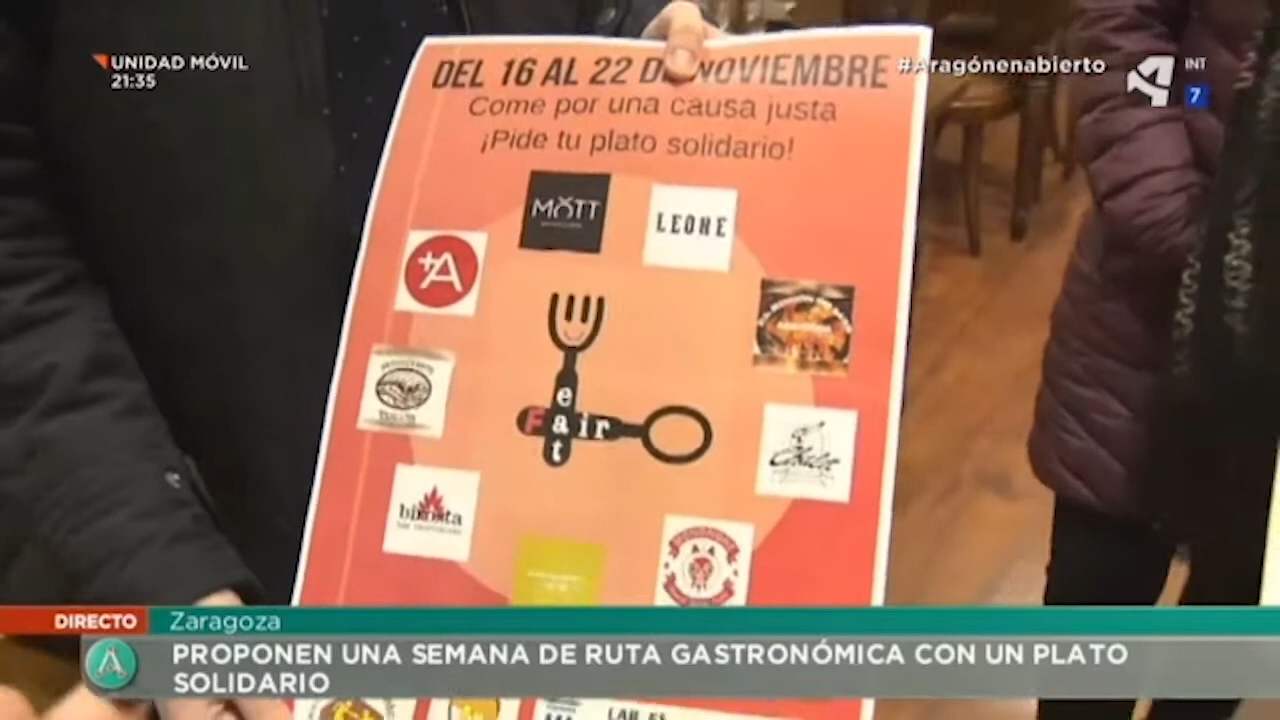 UNIDAD MÓVIL
21:35
#Aragónenabierto
INT
7
DEL 16 AL 22 DE NOVIEMBRE
Come por una causa justa
¡Pide tu plato solidario!
MOTT
LEONE
+A
Fair
eat
DIRECTO
Zaragoza
PROPONEN UNA SEMANA DE RUTA GASTRONÓMICA CON UN PLATO
SOLIDARIO